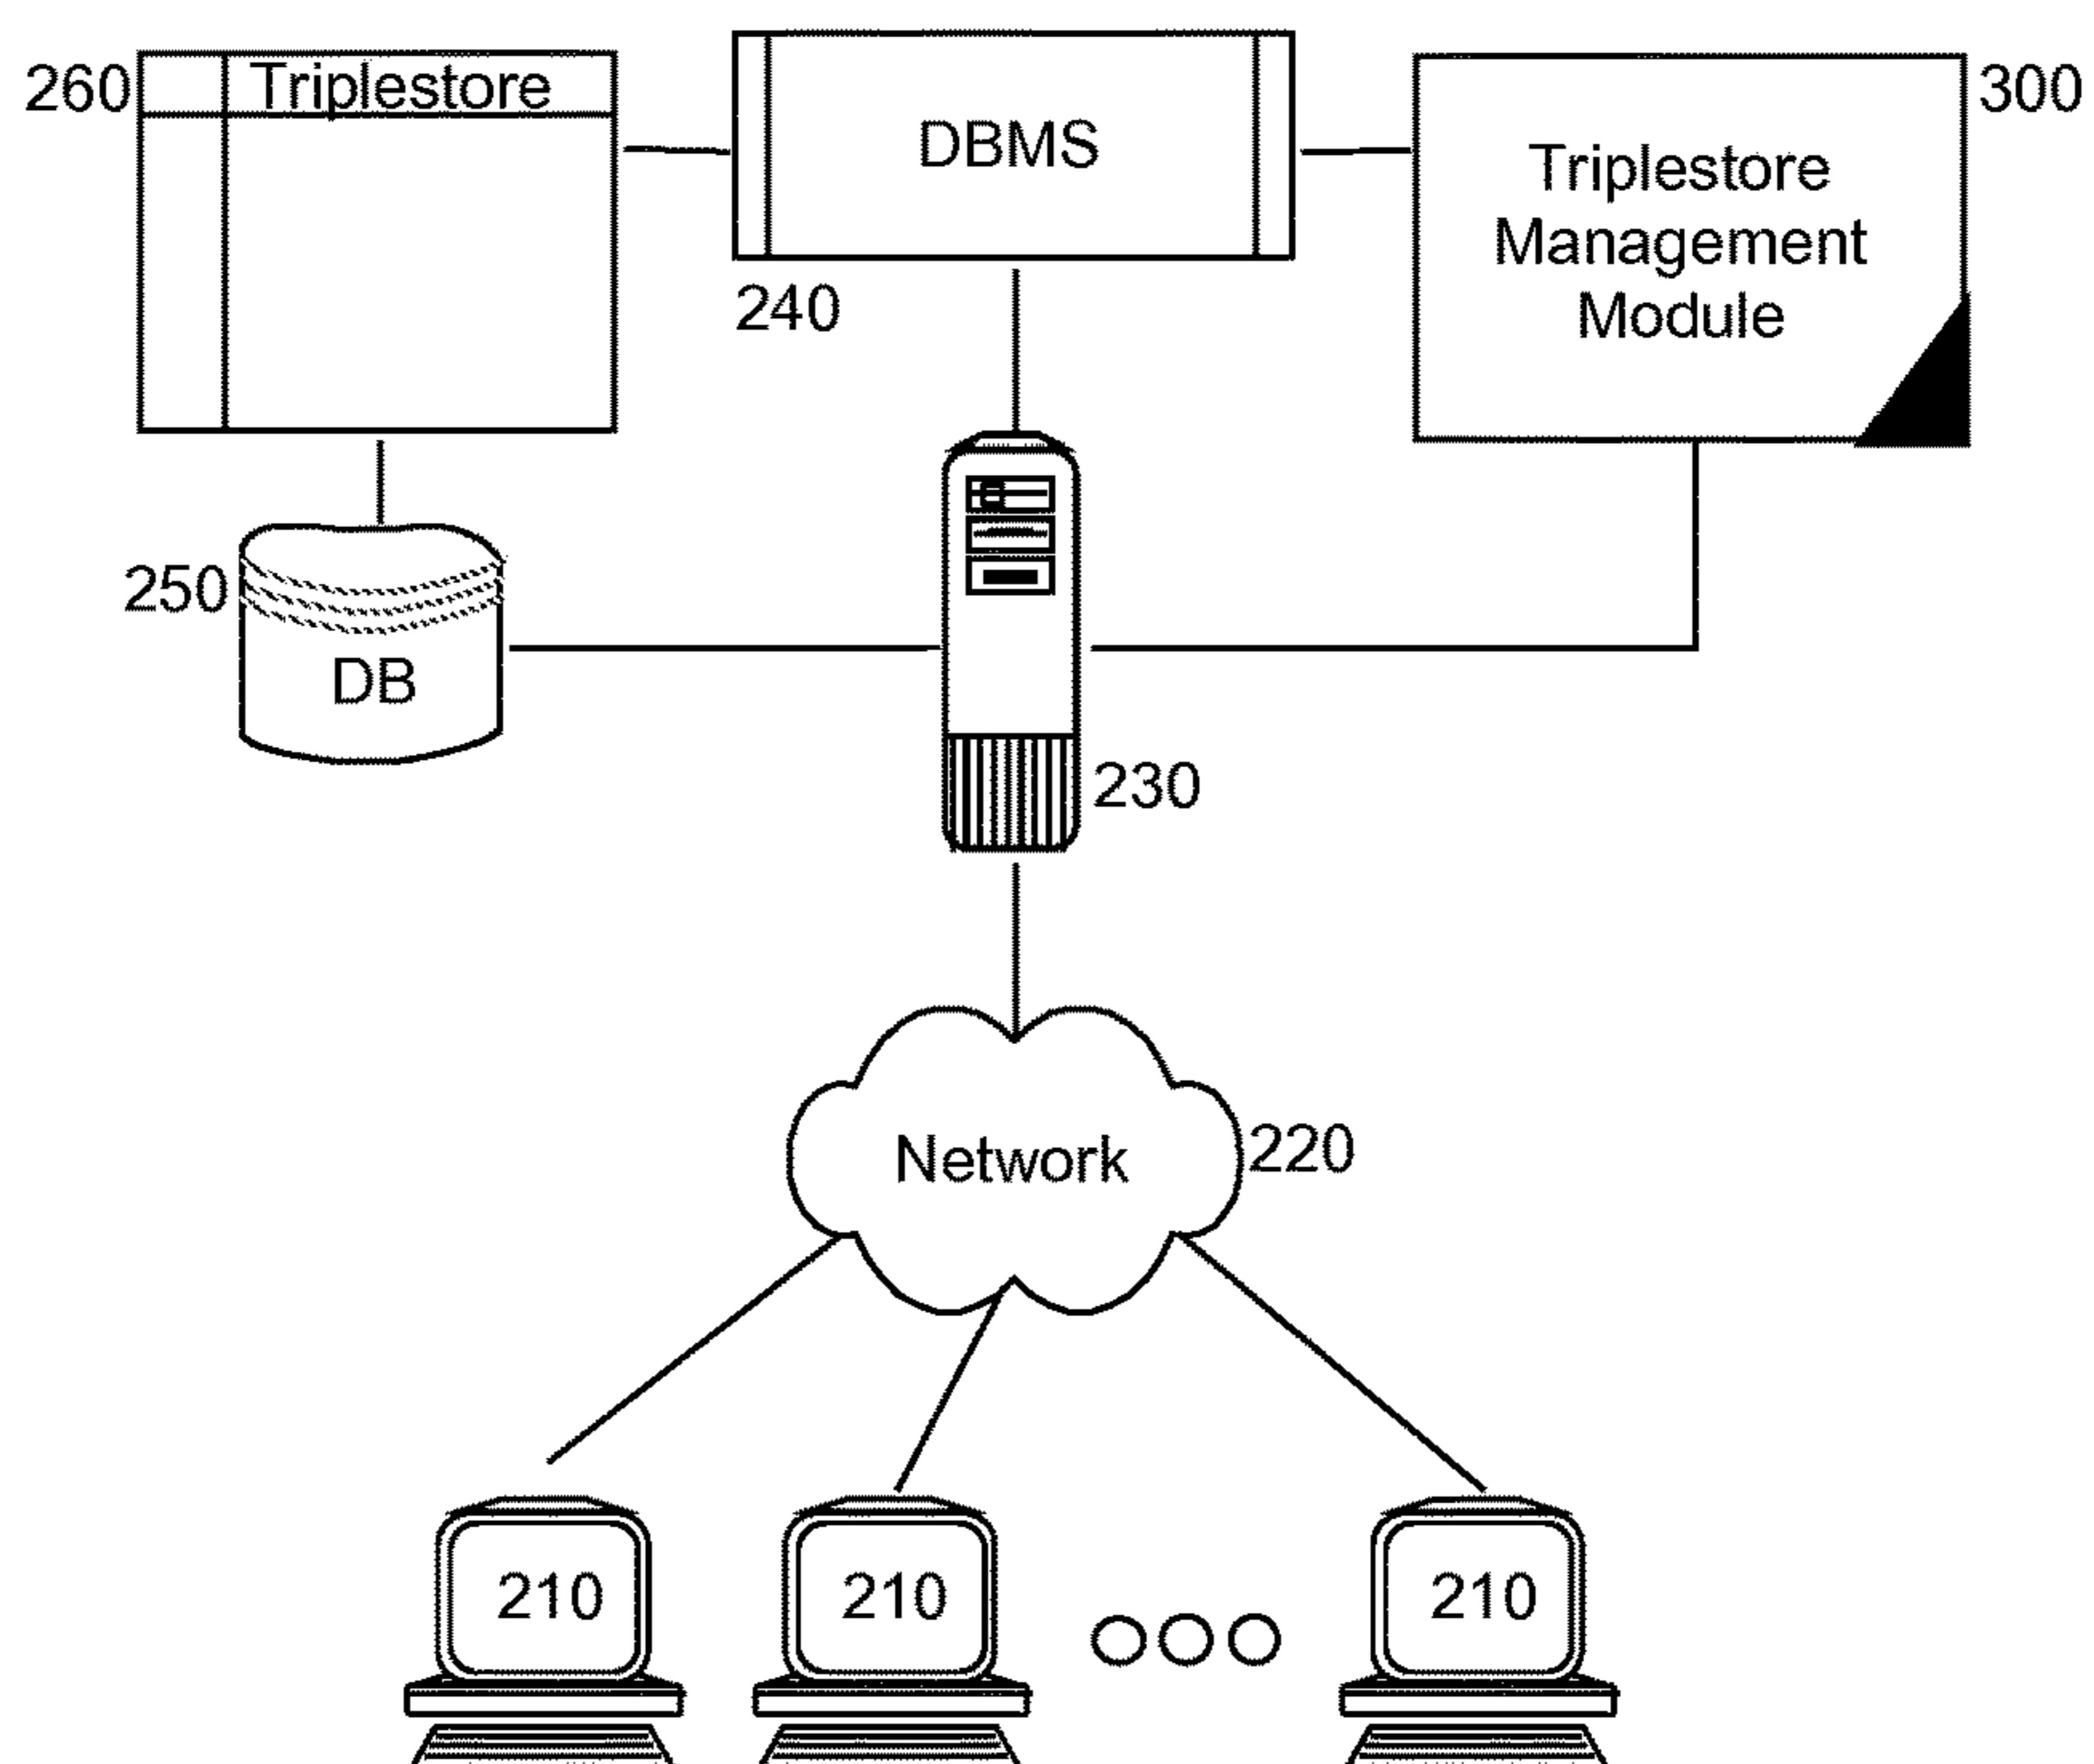 260
Triplestore
DBMS
300
Triplestore
Management
Module
240
250
DB
230
Network
220
210
210
210